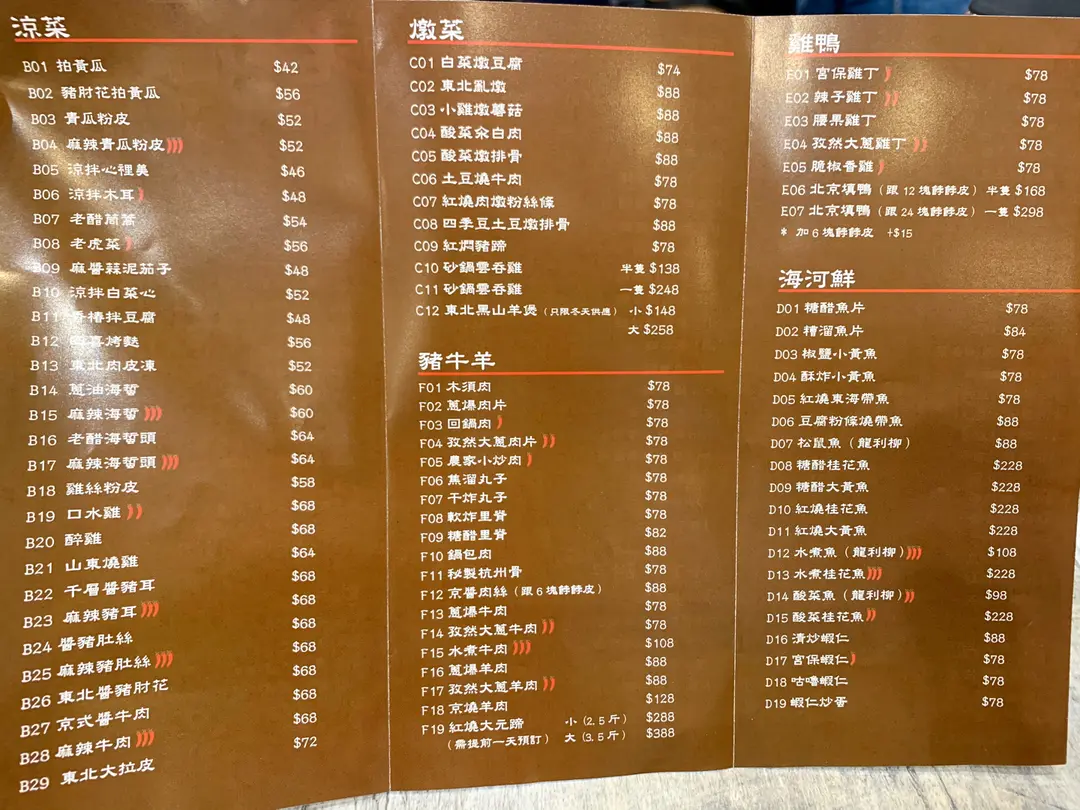 涼菜
B01 拍黃瓜 $42
B02 豬肘花拍黃瓜 $56
B03 青瓜粉皮 $52
B04 麻辣青瓜粉皮 $52
B05 涼拌心裡美 $46
B06 涼拌木耳 $48
B07 老醋茼蒿 $54
B08 老虎菜 $56
B09 麻醬蒜泥茄子 $48
B10 涼拌白菜心 $52
B11 香椿拌豆腐 $48
B12 四喜烤麩 $56
B13 東北肉皮凍 $52
B14 蔥油海蜇 $60
B15 麻辣海蜇 $60
B16 老醋海蜇頭 $64
B17 麻辣海蜇頭 $64
B18 雞絲粉皮 $58
B19 口水雞 $68
B20 醉雞 $68
B21 山東燒雞 $64
B22 千層醬豬耳 $68
B23 麻辣豬耳 $68
B24 醬豬肚絲 $68
B25 麻辣豬肚絲 $68
B26 東北醬豬肘花 $68
B27 京式醬牛肉 $68
B28 麻辣牛肉 $68
B29 東北大拉皮 $72
燉菜
C01 白菜燉豆腐 $74
C02 東北亂燉 $88
C03 小雞燉蘑菇 $88
C04 酸菜汆白肉 $88
C05 酸菜燉排骨 $88
C06 土豆燒牛肉 $78
C07 紅燒肉燉粉絲條 $78
C08 四季豆土豆燉排骨 $88
C09 紅燜豬蹄 $78
C10 砂鍋雲吞雞 半隻 $138
C11 砂鍋雲吞雞 一隻 $248
C12 東北黑山羊煲（只限冬天供應） 小 $148
大 $258
豬牛羊
F01 木須肉 $78
F02 蔥爆肉片 $78
F03 回鍋肉 $78
F04 孜然大蔥肉片 $78
F05 農家小炒肉 $78
F06 焦溜丸子 $78
F07 干炸丸子 $78
F08 軟炸里脊 $78
F09 糖醋里脊 $82
F10 鍋包肉 $88
F11 秘製杭州骨 $78
F12 京醬肉絲（跟 6 塊餑餑皮） $88
F13 蔥爆牛肉 $78
F14 孜然大蔥牛肉 $78
F15 水煮牛肉 $108
F16 蔥爆羊肉 $88
F17 孜然大蔥羊肉 $88
F18 京燒羊肉 $128
F19 紅燒大元蹄 小 (2.5 斤) $288
（需提前一天預訂） 大 (3.5 斤) $388
雞鴨
E01 宮保雞丁 $78
E02 辣子雞丁 $78
E03 腰果雞丁 $78
E04 孜然大蔥雞丁 $78
E05 脆椒香雞 $78
E06 北京填鴨（跟 12 塊餑餑皮） 半隻 $168
E07 北京填鴨（跟 24 塊餑餑皮） 一隻 $298
* 加 6 塊餑餑皮 +$15
海河鮮
D01 糖醋魚片 $78
D02 糟溜魚片 $84
D03 椒鹽小黃魚 $78
D04 酥炸小黃魚 $78
D05 紅燒東海帶魚 $78
D06 豆腐粉條燒帶魚 $88
D07 松鼠魚（龍利柳） $88
D08 糖醋桂花魚 $228
D09 糖醋大黃魚 $228
D10 紅燒桂花魚 $228
D11 紅燒大黃魚 $228
D12 水煮魚（龍利柳） $108
D13 水煮桂花魚 $228
D14 酸菜魚（龍利柳） $98
D15 酸菜桂花魚 $228
D16 清炒蝦仁 $88
D17 宮保蝦仁 $78
D18 咕嚕蝦仁 $78
D19 蝦仁炒蛋 $78